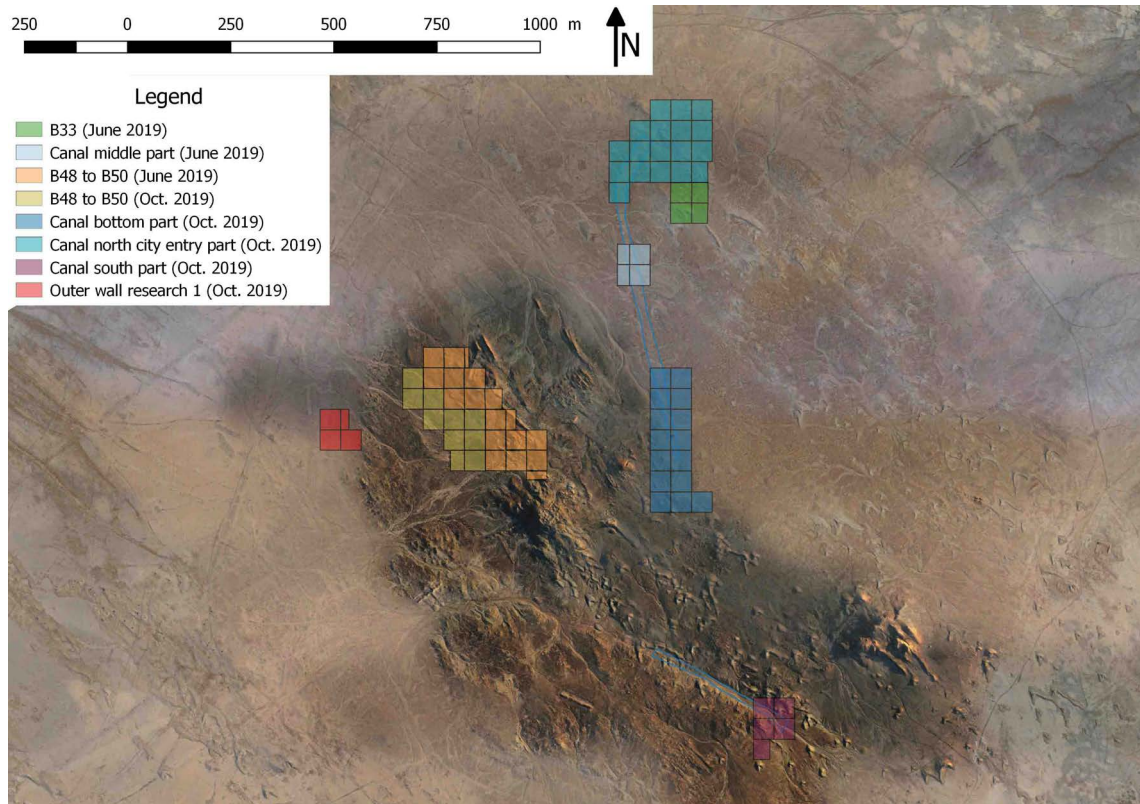 250 0 250 500 750 1000 m
N
Legend
B33 (June 2019)
Canal middle part (June 2019)
B48 to B50 (June 2019)
B48 to B50 (Oct. 2019)
Canal bottom part (Oct. 2019)
Canal north city entry part (Oct. 2019)
Canal south part (Oct. 2019)
Outer wall research 1 (Oct. 2019)